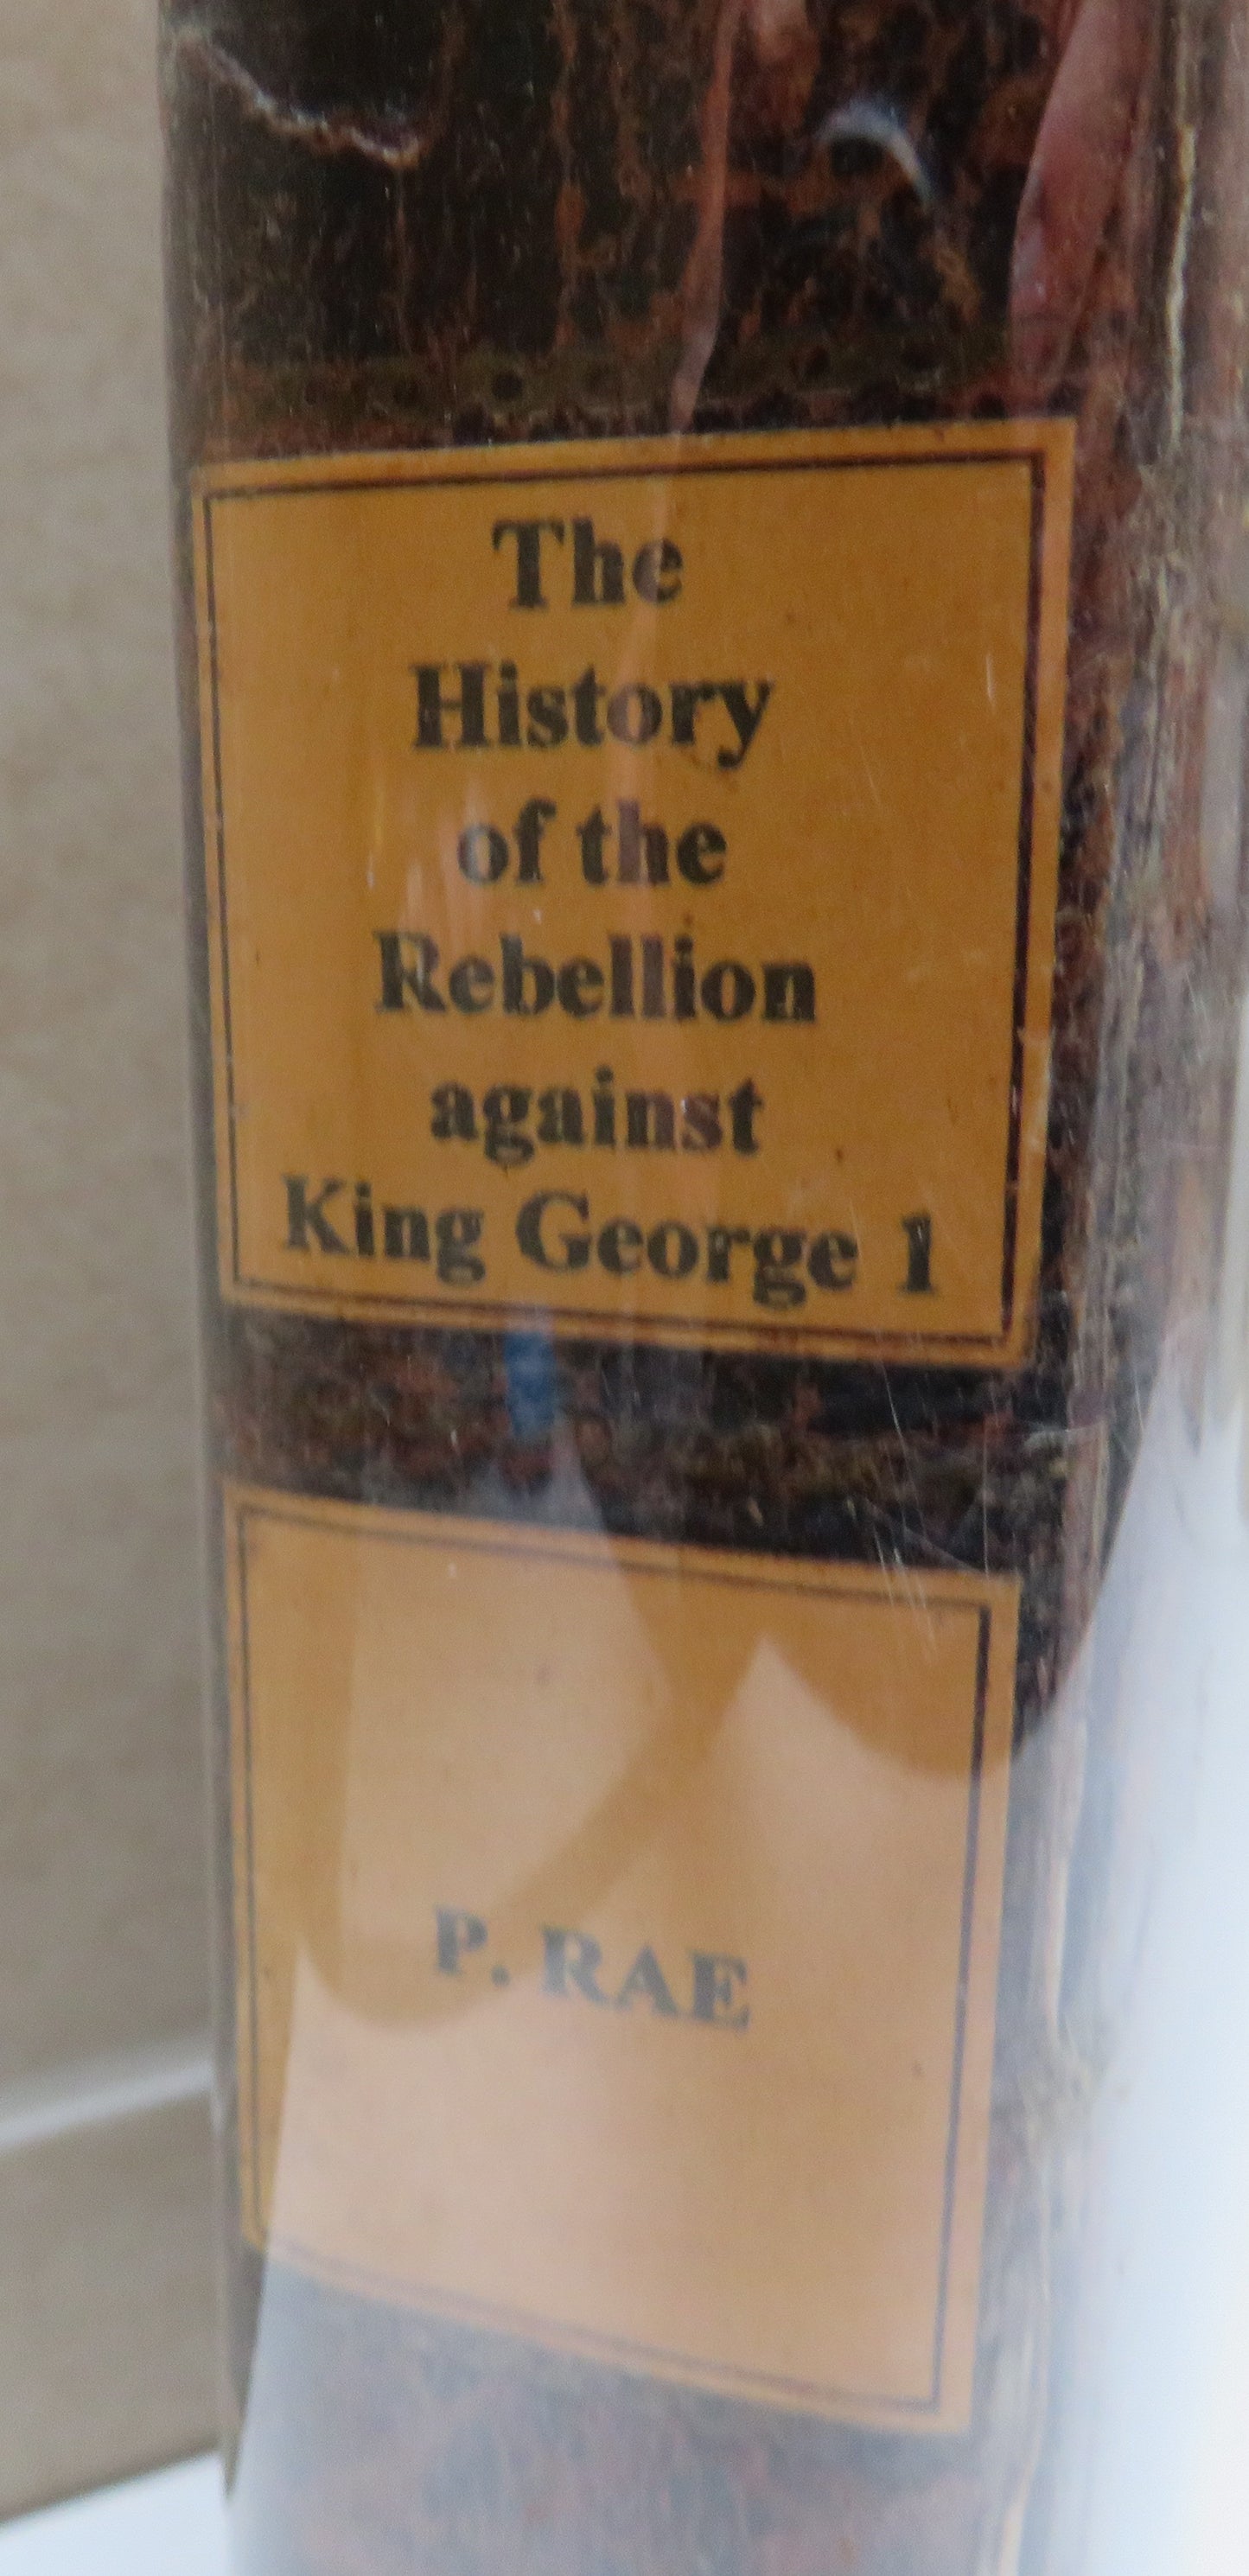 The
History
of the
Rebellion
against
King George 1
P. RAE